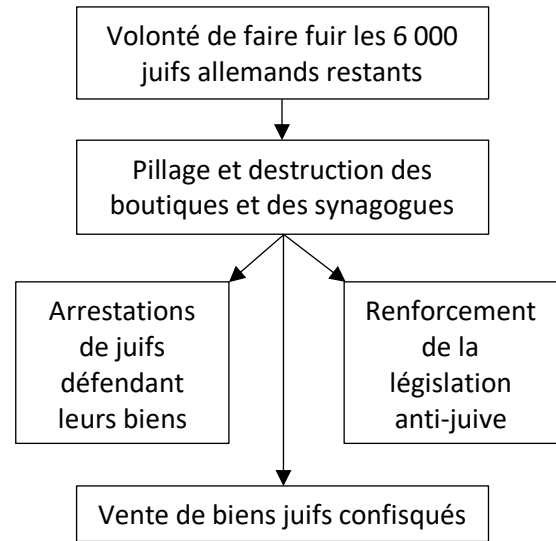 Volonté de faire fuir les 6 000
juifs allemands restants
Pillage et destruction des
boutiques et des synagogues
Arrestations
de juifs
défendant
leurs biens
Renforcement
de la
législation
anti-juive
Vente de biens juifs confisqués